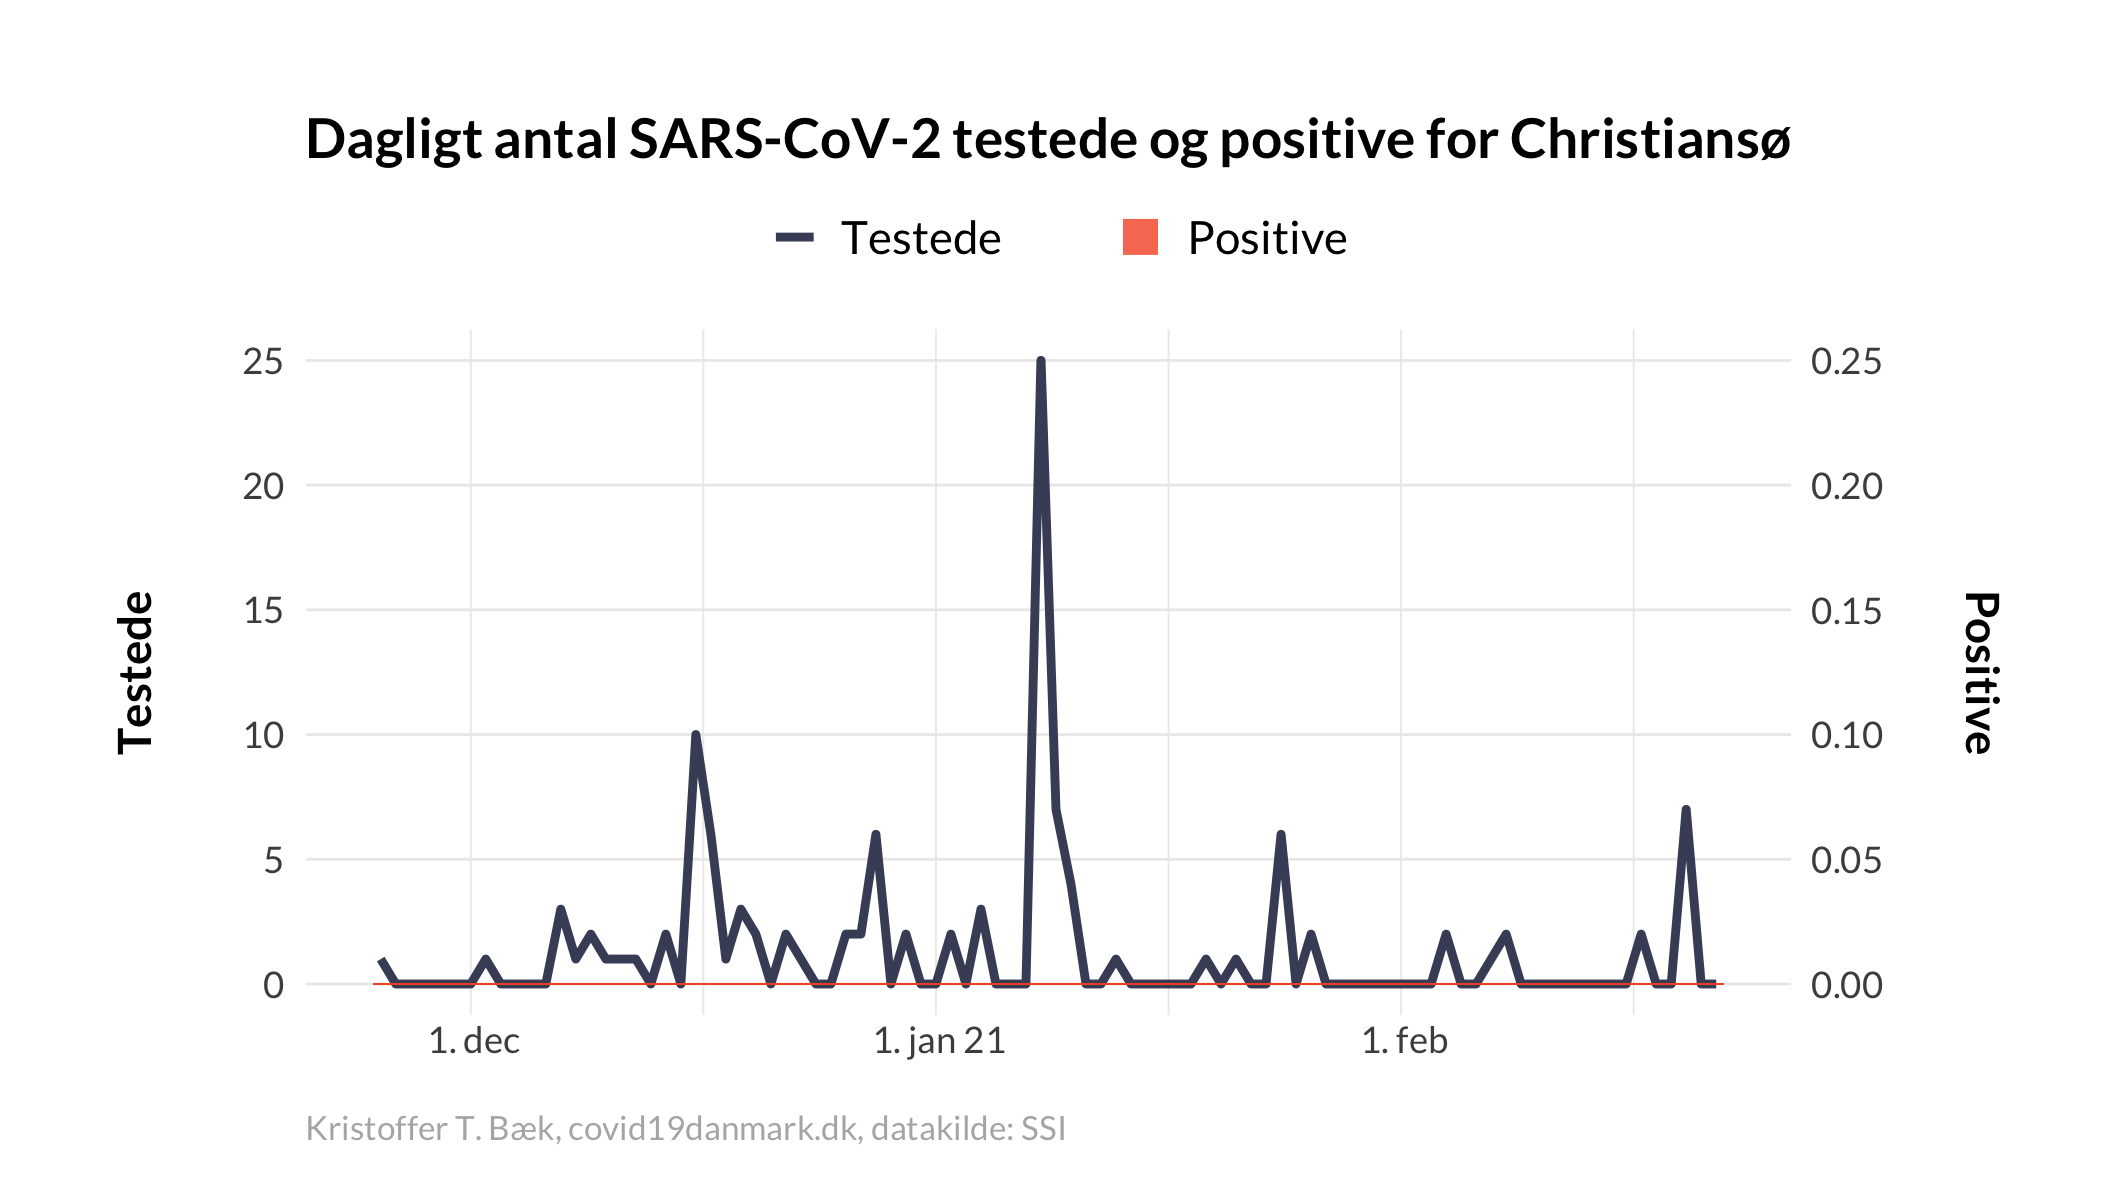 Dagligt antal SARS-CoV-2 testede og positive for Christiansø
Testede Positive
25 0.25
20 0.20
15 0.15
10 0.10
5 0.05
0 0.00
Testede
Positive
1. dec 1. jan 21 1. feb
Kristoffer T. Bæk, covid19danmark.dk, datakilde: SSI